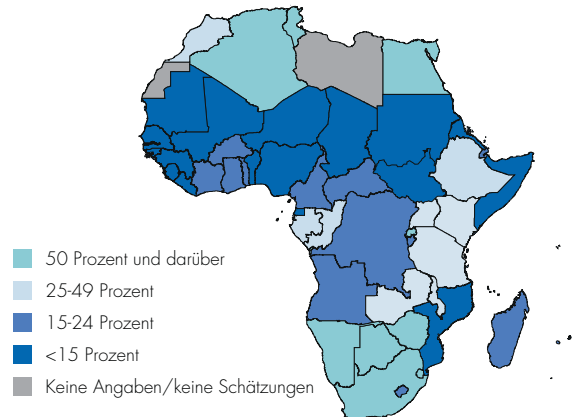 50 Prozent und darüber
25-49 Prozent
15-24 Prozent
<15 Prozent
Keine Angaben/keine Schätzungen